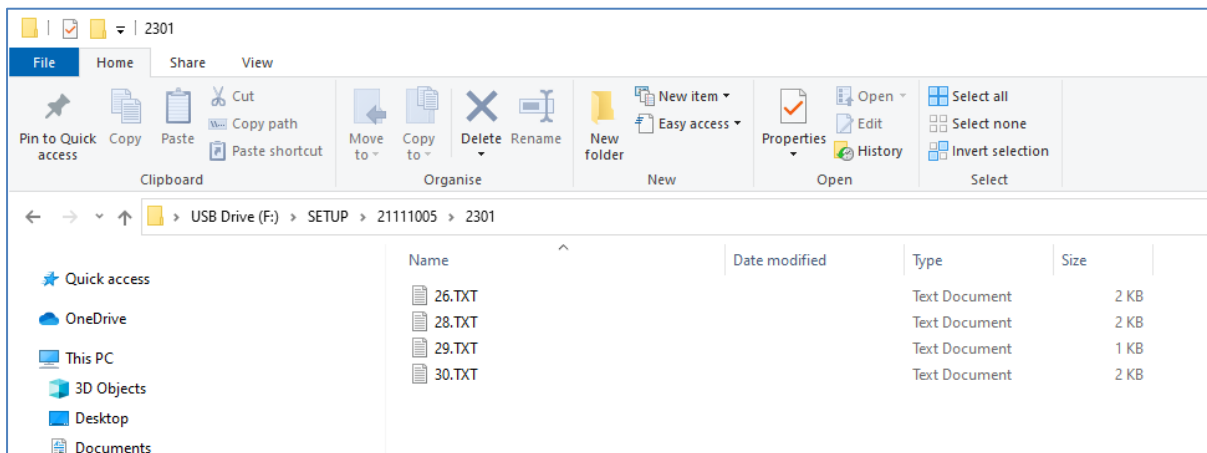 2301
File Home Share View
Pin to Quick access
Copy
Paste
Cut
Copy path
Paste shortcut
Clipboard
Move to
Copy to
Delete
Rename
Organise
New folder
New item
Easy access
New
Properties
Open
Edit
History
Open
Select all
Select none
Invert selection
Select
USB Drive (F:) > SETUP > 21111005 > 2301
Quick access
OneDrive
This PC
3D Objects
Desktop
Documents
Name Date modified Type Size
26.TXT Text Document 2 KB
28.TXT Text Document 2 KB
29.TXT Text Document 1 KB
30.TXT Text Document 2 KB